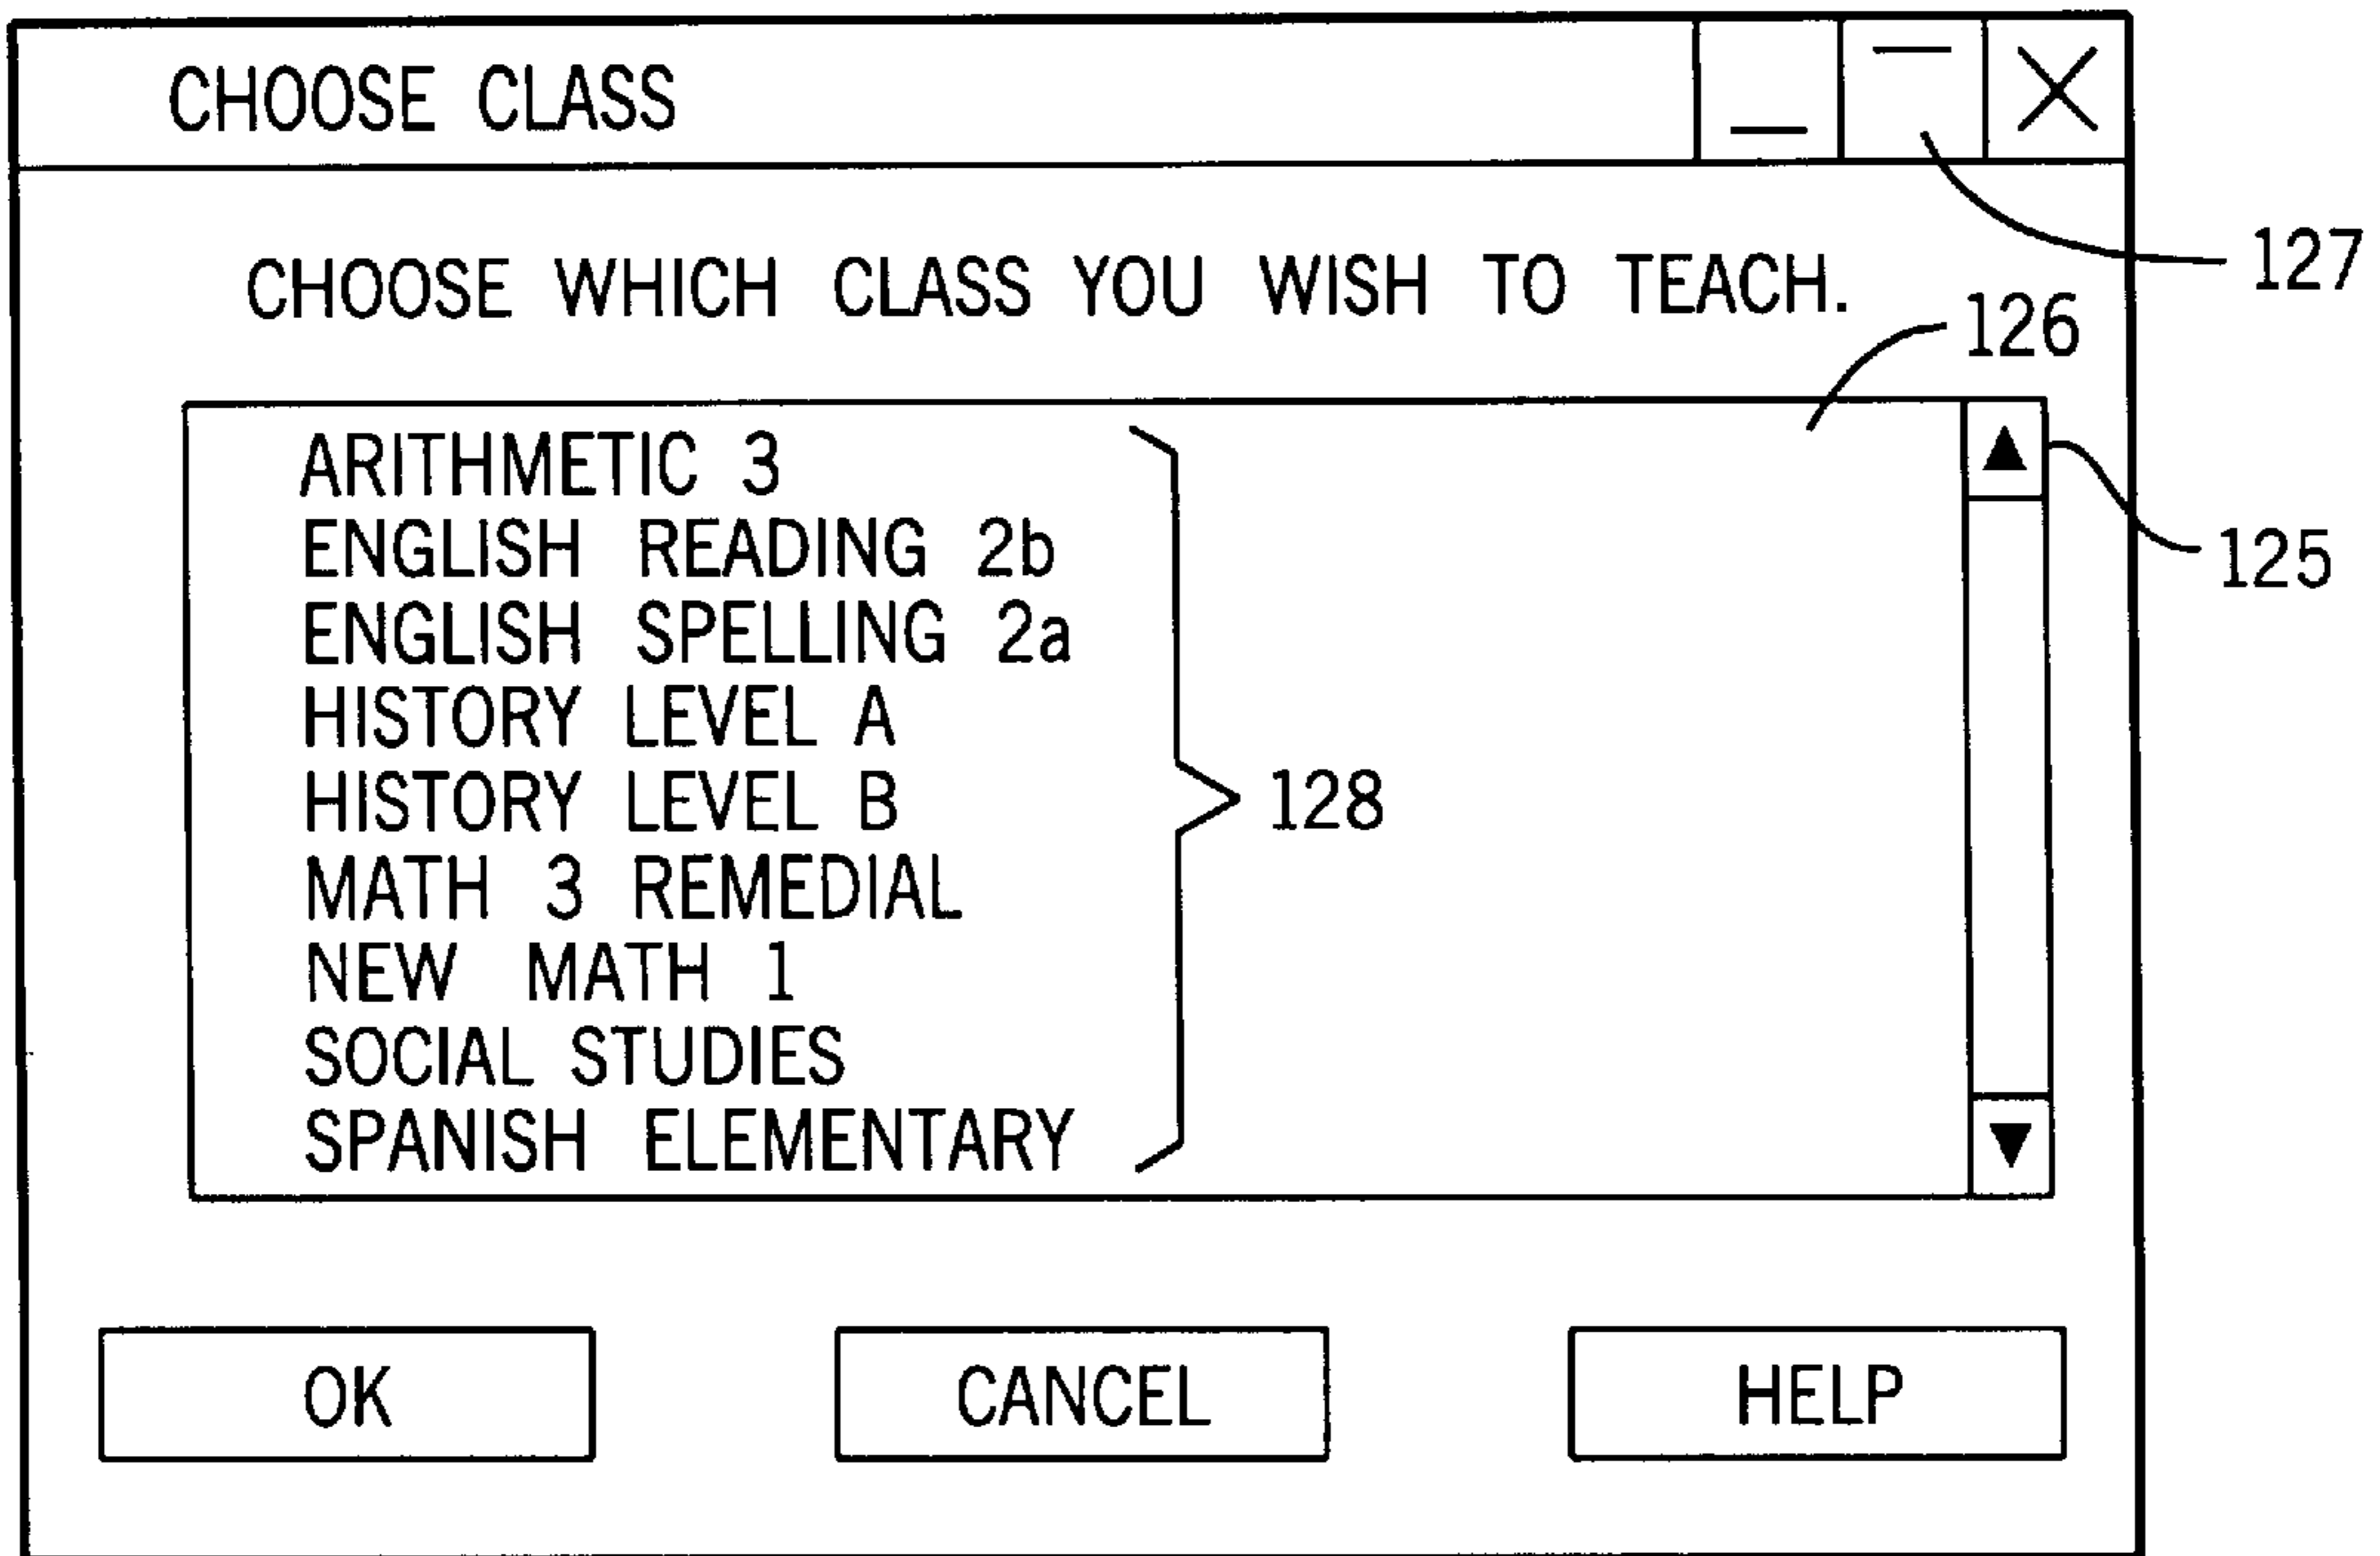 CHOOSE CLASS
127
CHOOSE WHICH CLASS YOU WISH TO TEACH.
126
ARITHMETIC 3
125
ENGLISH READING 2b
ENGLISH SPELLING 2a
HISTORY LEVEL A
HISTORY LEVEL B
128
MATH 3 REMEDIAL
NEW MATH 1
SOCIAL STUDIES
SPANISH ELEMENTARY
OK
CANCEL
HELP